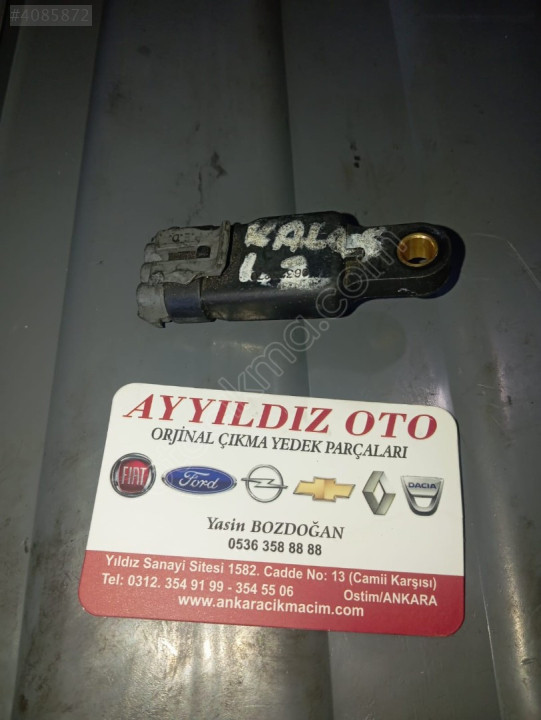 #4085872
KALOS
1.2
AYYILDIZ OTO
ORJİNAL ÇIKMA YEDEK PARÇALARI
FIAT
Ford
DACIA
Yasin BOZDOĞAN
0536 358 88 88
Yıldız Sanayi Sitesi 1582. Cadde No: 13 (Camii Karşısı)
Tel: 0312. 354 91 99 - 354 55 06 Ostim/ANKARA
www.ankaracikmacim.com